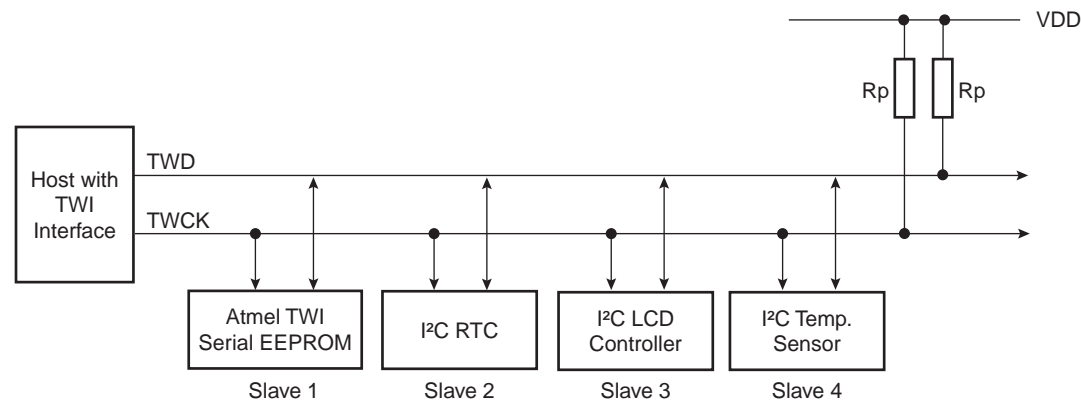 VDD
Rp
Rp
Host with
TWI
Interface
TWD
TWCK
Atmel TWI
Serial EEPROM
I²C RTC
I²C LCD
Controller
I²C Temp.
Sensor
Slave 1
Slave 2
Slave 3
Slave 4